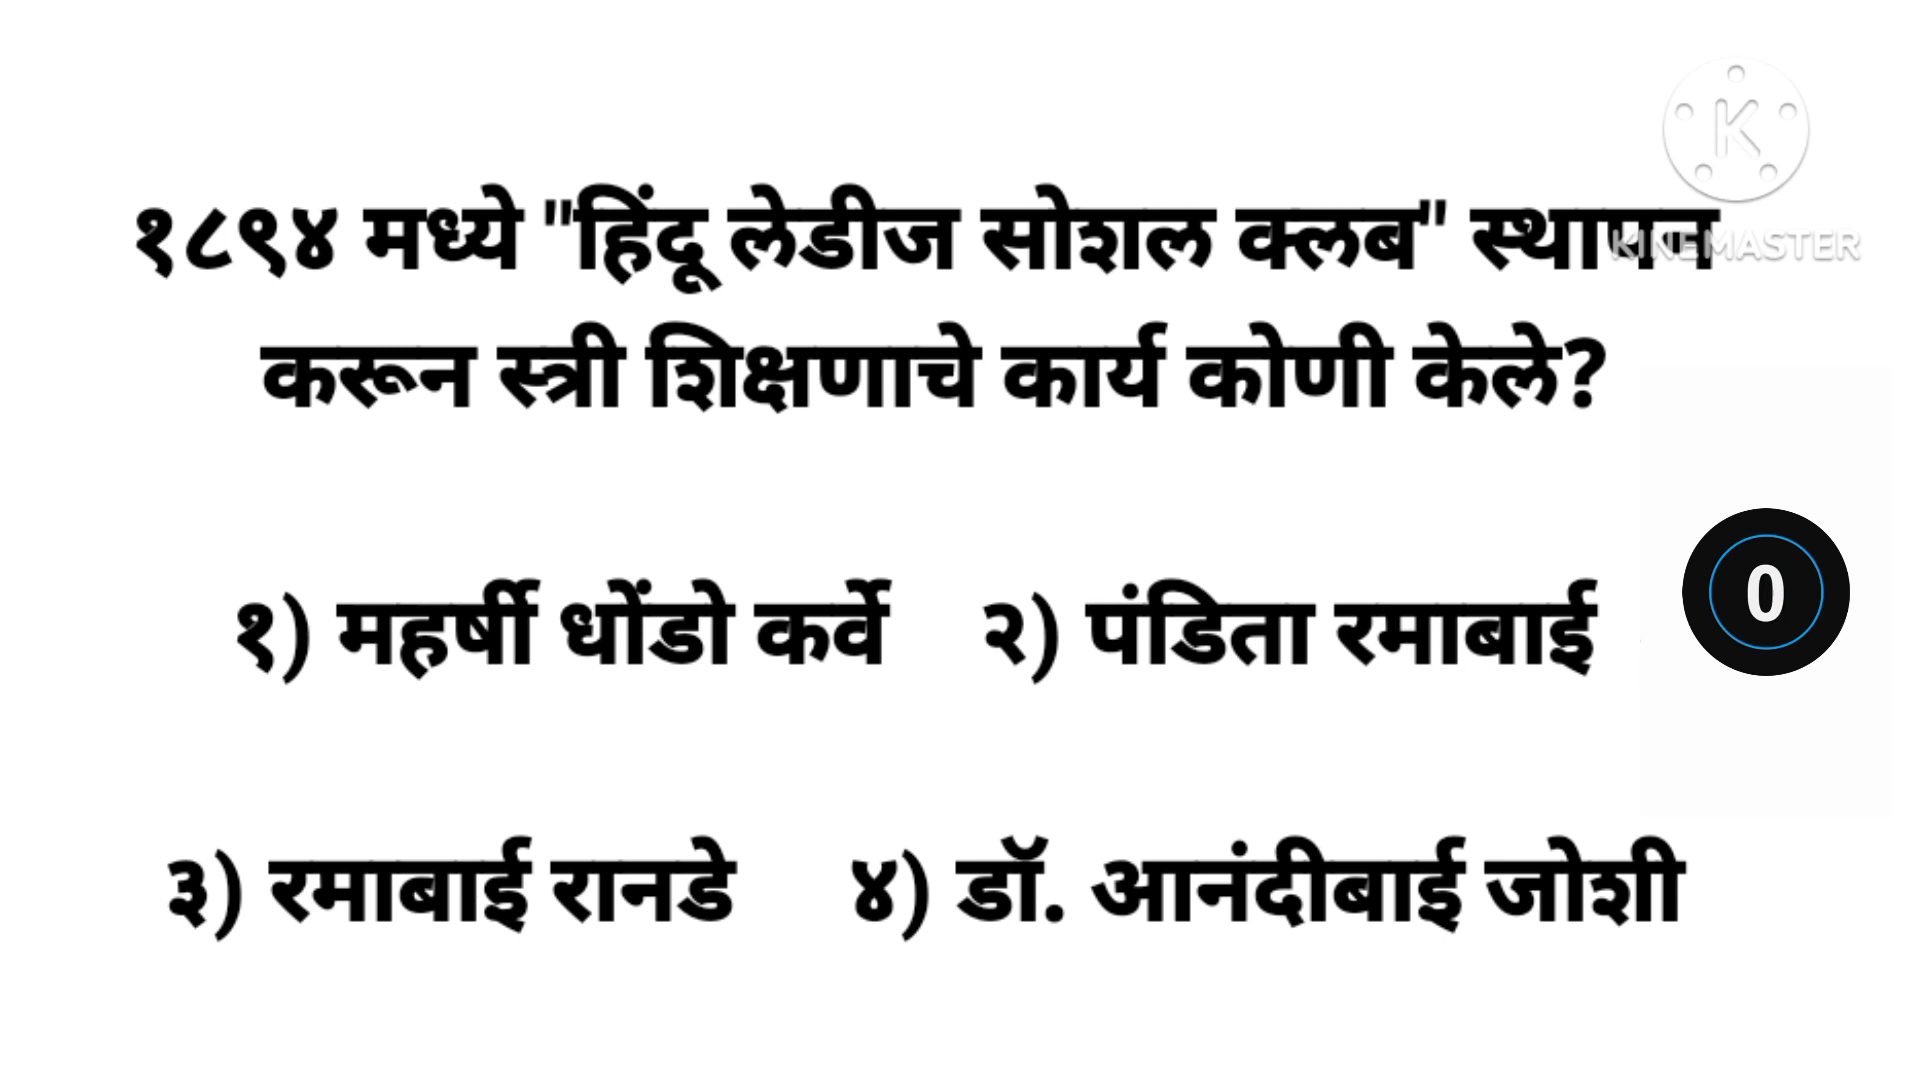 १८९४ मध्ये "हिंदू लेडीज सोशल क्लब" स्थापन
करून स्त्री शिक्षणाचे कार्य कोणी केले?
१) महर्षी धोंडो कर्वे २) पंडिता रमाबाई
३) रमाबाई रानडे ४) डॉ. आनंदीबाई जोशी
K
KINEMASTER
0